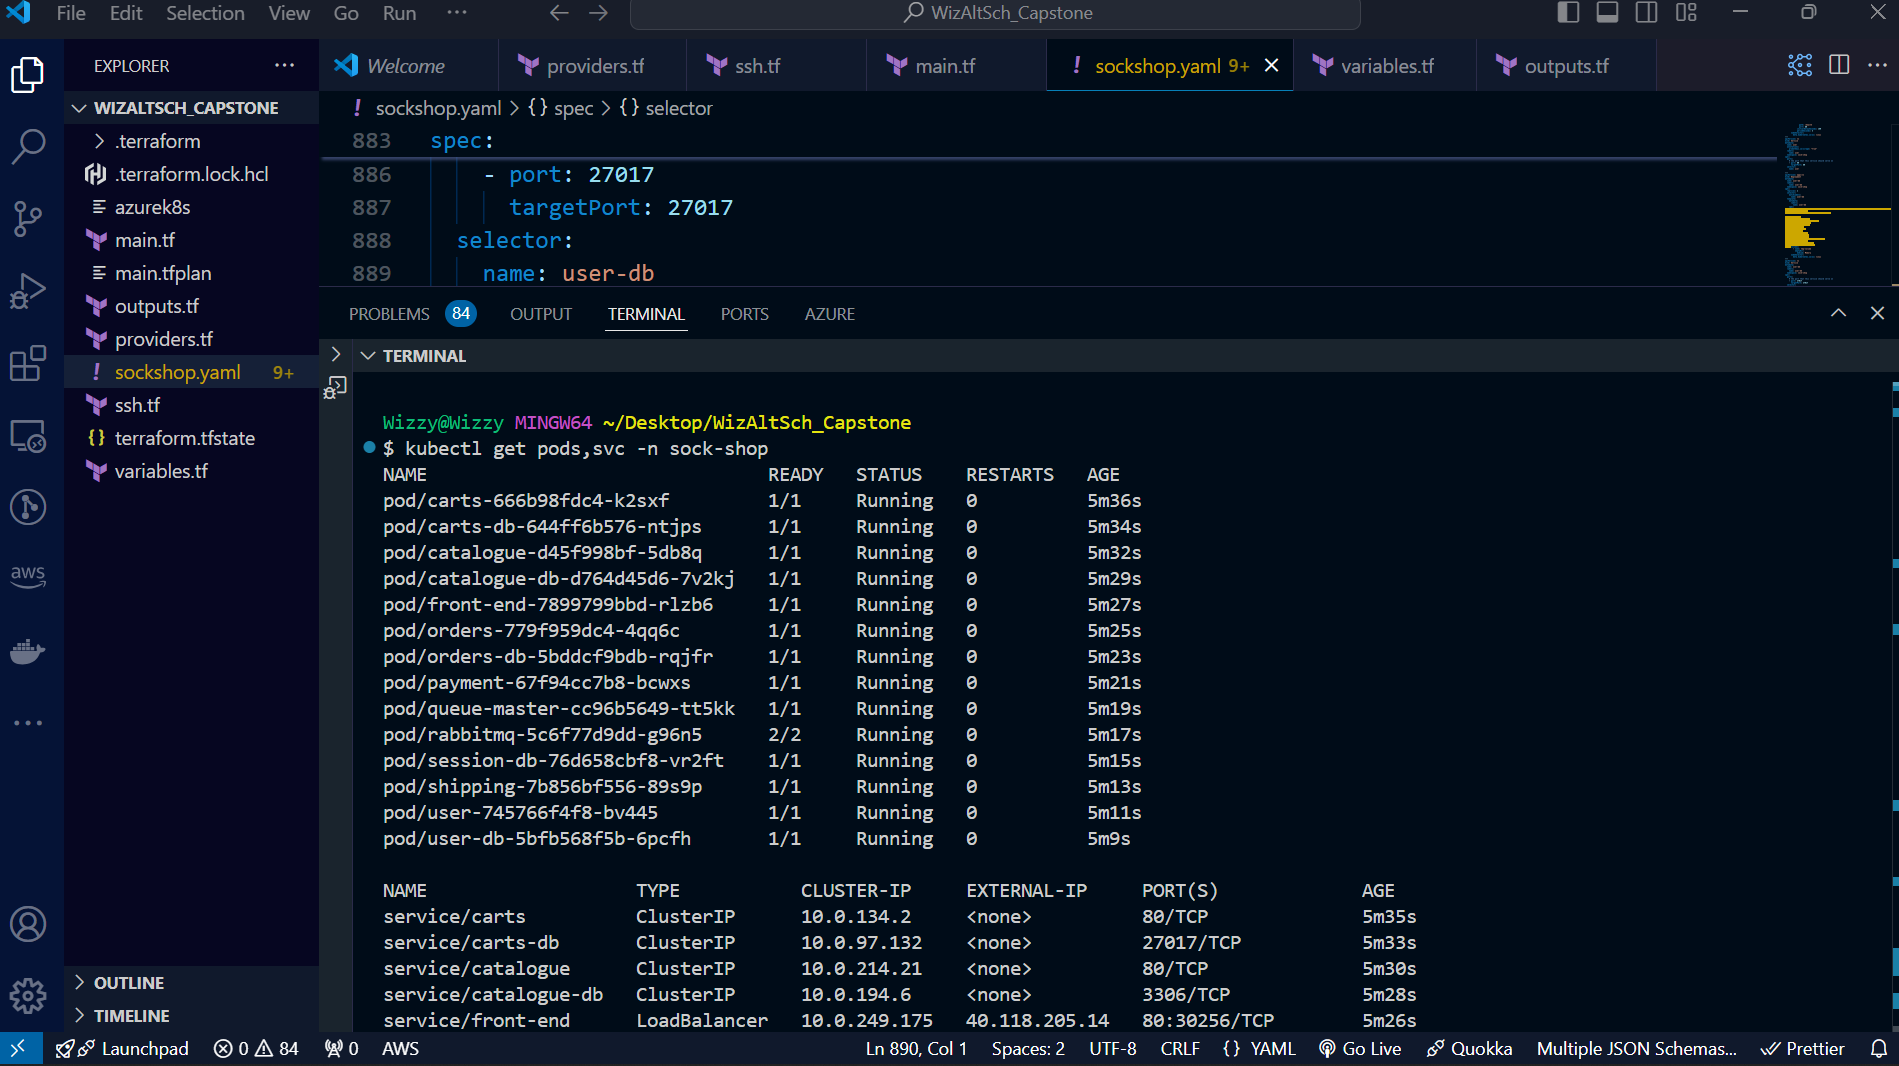 File Edit Selection View Go Run ··· WizAltSch_Capstone
EXPLORER ···
Welcome providers.tf ssh.tf main.tf ! sockshop.yaml 9+ variables.tf outputs.tf ···
WIZALTSCH_CAPSTONE
.terraform
.terraform.lock.hcl
azurek8s
main.tf
main.tfplan
outputs.tf
providers.tf
! sockshop.yaml 9+
ssh.tf
{} terraform.tfstate
variables.tf
OUTLINE
TIMELINE
aws
! sockshop.yaml > {} spec > {} selector
883 spec:
886 - port: 27017
887 targetPort: 27017
888 selector:
889 name: user-db
PROBLEMS 84 OUTPUT TERMINAL PORTS AZURE
TERMINAL
Wizzy@Wizzy MINGW64 ~/Desktop/WizAltSch_Capstone
$ kubectl get pods,svc -n sock-shop
NAME READY STATUS RESTARTS AGE
pod/carts-666b98fdc4-k2sxf 1/1 Running 0 5m36s
pod/carts-db-644ff6b576-ntjps 1/1 Running 0 5m34s
pod/catalogue-d45f998bf-5db8q 1/1 Running 0 5m32s
pod/catalogue-db-d764d45d6-7v2kj 1/1 Running 0 5m29s
pod/front-end-7899799bbd-rlzb6 1/1 Running 0 5m27s
pod/orders-779f959dc4-4qq6c 1/1 Running 0 5m25s
pod/orders-db-5bddcf9bdb-rqjfr 1/1 Running 0 5m23s
pod/payment-67f94cc7b8-bcwxs 1/1 Running 0 5m21s
pod/queue-master-cc96b5649-tt5kk 1/1 Running 0 5m19s
pod/rabbitmq-5c6f77d9dd-g96n5 2/2 Running 0 5m17s
pod/session-db-76d658cbf8-vr2ft 1/1 Running 0 5m15s
pod/shipping-7b856bf556-89s9p 1/1 Running 0 5m13s
pod/user-745766f4f8-bv445 1/1 Running 0 5m11s
pod/user-db-5bfb568f5b-6pcfh 1/1 Running 0 5m9s
NAME TYPE CLUSTER-IP EXTERNAL-IP PORT(S) AGE
service/carts ClusterIP 10.0.134.2 <none> 80/TCP 5m35s
service/carts-db ClusterIP 10.0.97.132 <none> 27017/TCP 5m33s
service/catalogue ClusterIP 10.0.214.21 <none> 80/TCP 5m30s
service/catalogue-db ClusterIP 10.0.194.6 <none> 3306/TCP 5m28s
service/front-end LoadBalancer 10.0.249.175 40.118.205.14 80:30256/TCP 5m26s
Launchpad 0 84 0 AWS Ln 890, Col 1 Spaces: 2 UTF-8 CRLF {} YAML Go Live Quokka Multiple JSON Schemas... Prettier